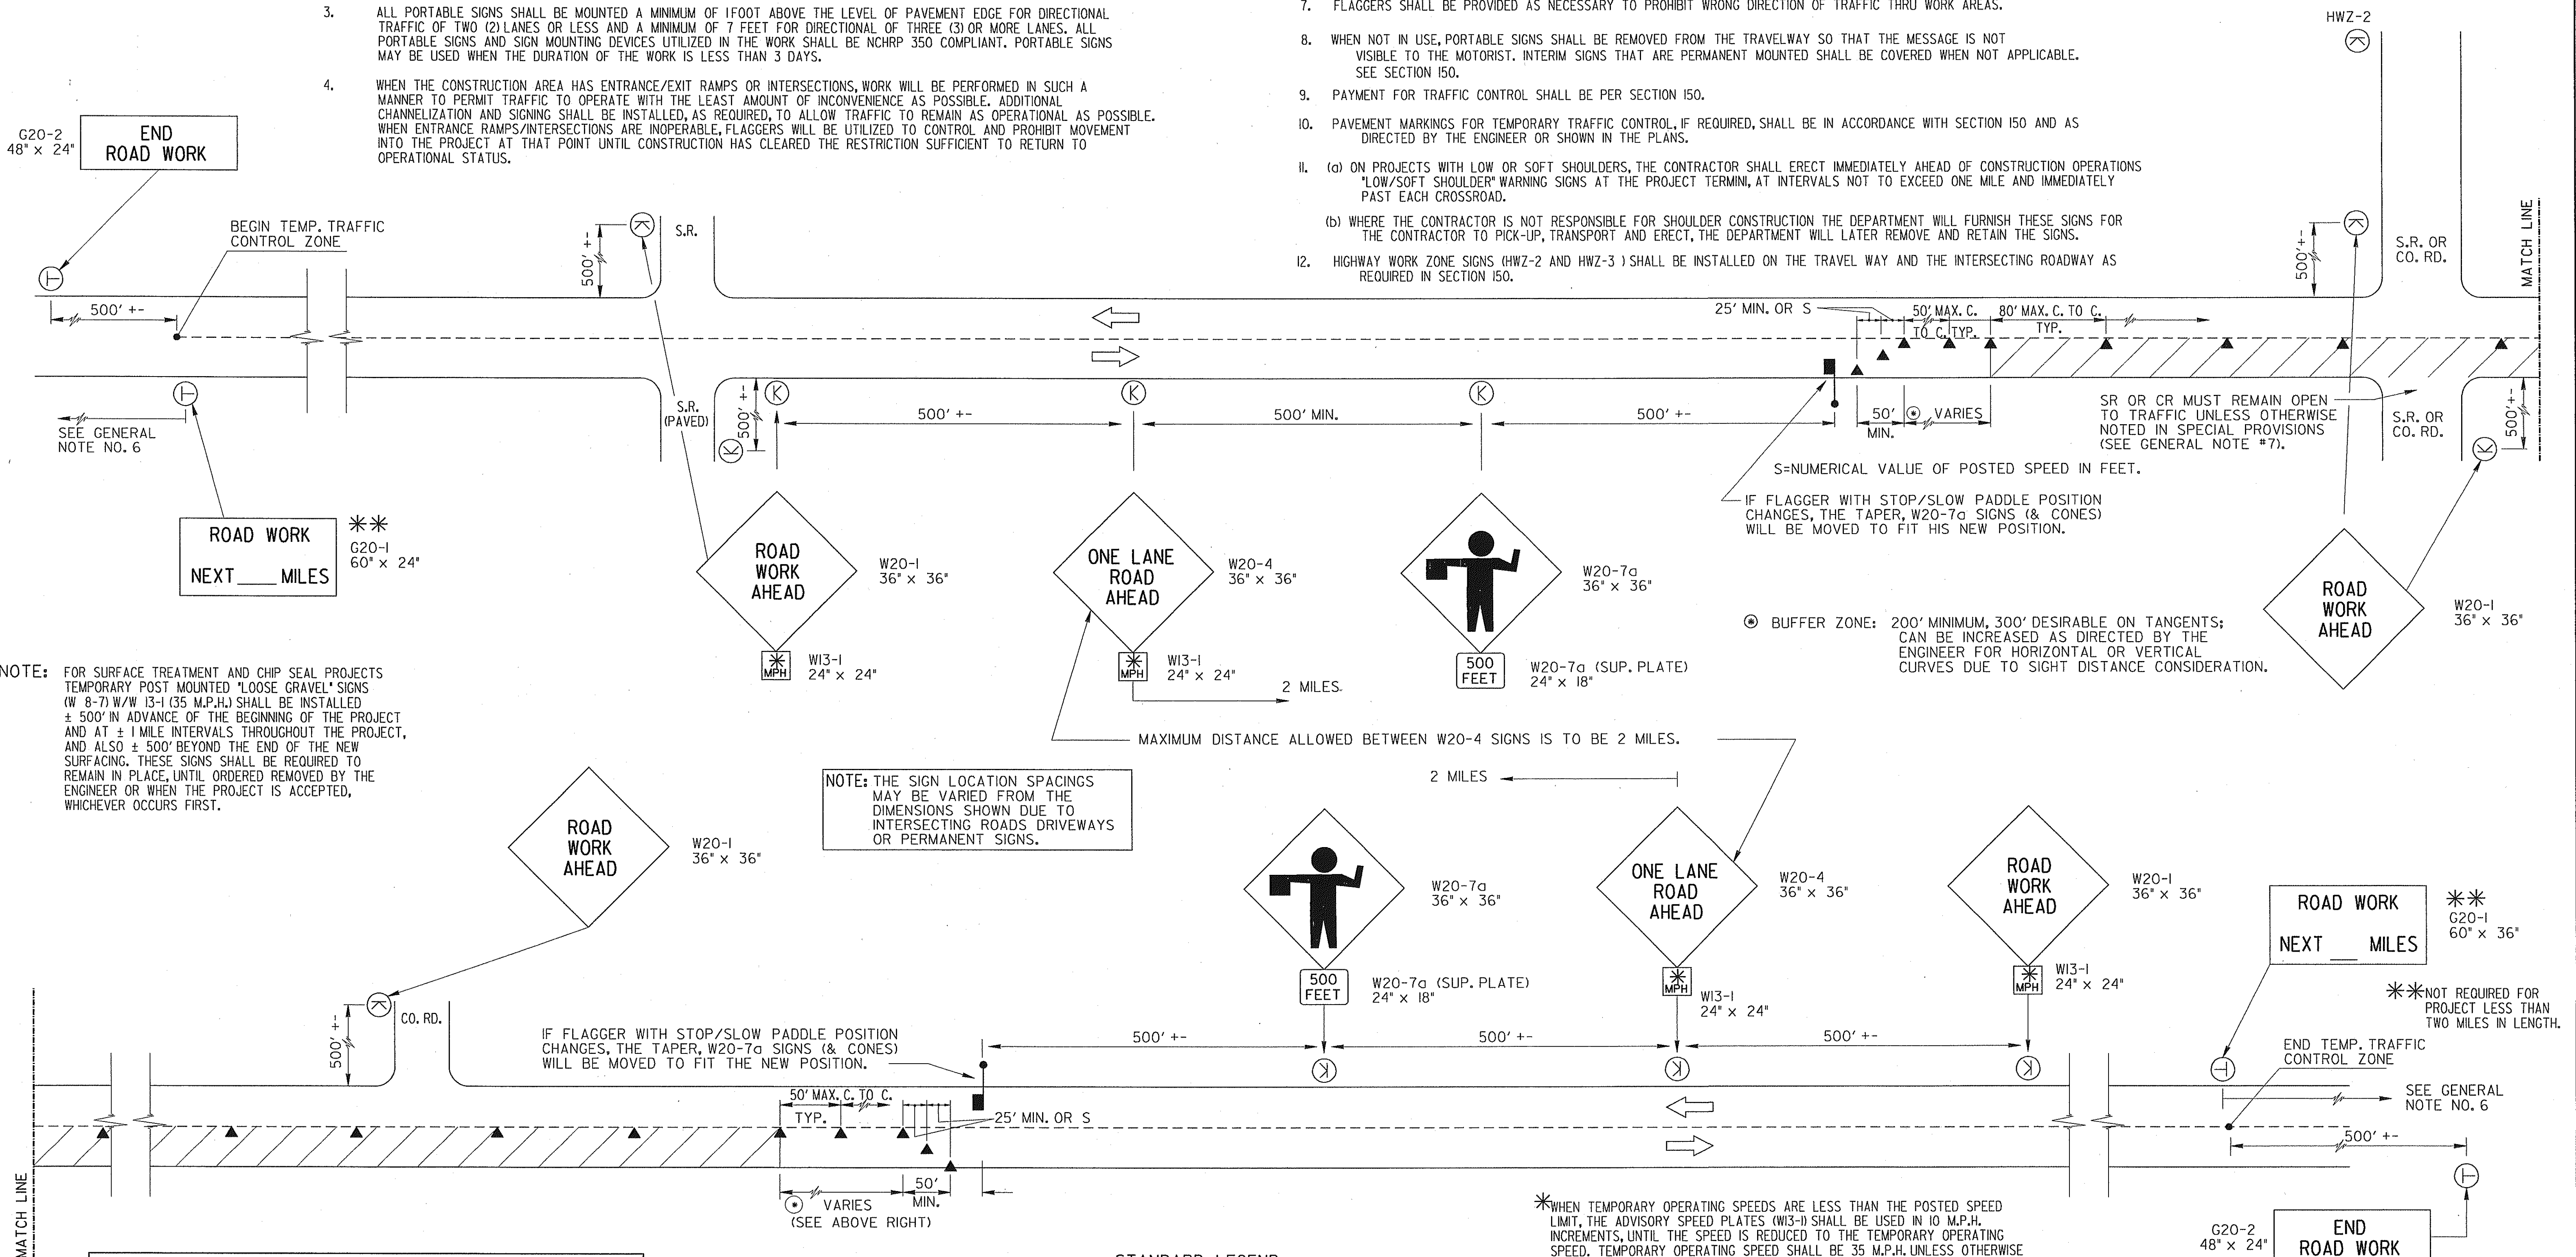 3. ALL PORTABLE SIGNS SHALL BE MOUNTED A MINIMUM OF 1 FOOT ABOVE THE LEVEL OF PAVEMENT EDGE FOR DIRECTIONAL
TRAFFIC OF TWO (2) LANES OR LESS AND A MINIMUM OF 7 FEET FOR DIRECTIONAL OF THREE (3) OR MORE LANES. ALL
PORTABLE SIGNS AND SIGN MOUNTING DEVICES UTILIZED IN THE WORK SHALL BE NCHRP 350 COMPLIANT. PORTABLE SIGNS
MAY BE USED WHEN THE DURATION OF THE WORK IS LESS THAN 3 DAYS.
4. WHEN THE CONSTRUCTION AREA HAS ENTRANCE/EXIT RAMPS OR INTERSECTIONS, WORK WILL BE PERFORMED IN SUCH A
MANNER TO PERMIT TRAFFIC TO OPERATE WITH THE LEAST AMOUNT OF INCONVENIENCE AS POSSIBLE. ADDITIONAL
CHANNELIZATION AND SIGNING SHALL BE INSTALLED, AS REQUIRED, TO ALLOW TRAFFIC TO REMAIN AS OPERATIONAL AS POSSIBLE.
WHEN ENTRANCE RAMPS/INTERSECTIONS ARE INOPERABLE, FLAGGERS WILL BE UTILIZED TO CONTROL AND PROHIBIT MOVEMENT
INTO THE PROJECT AT THAT POINT UNTIL CONSTRUCTION HAS CLEARED THE RESTRICTION SUFFICIENT TO RETURN TO
OPERATIONAL STATUS.
7. FLAGGERS SHALL BE PROVIDED AS NECESSARY TO PROHIBIT WRONG DIRECTION OF TRAFFIC THRU WORK AREAS.
8. WHEN NOT IN USE, PORTABLE SIGNS SHALL BE REMOVED FROM THE TRAVELWAY SO THAT THE MESSAGE IS NOT
VISIBLE TO THE MOTORIST. INTERIM SIGNS THAT ARE PERMANENT MOUNTED SHALL BE COVERED WHEN NOT APPLICABLE.
SEE SECTION 150.
9. PAYMENT FOR TRAFFIC CONTROL SHALL BE PER SECTION 150.
10. PAVEMENT MARKINGS FOR TEMPORARY TRAFFIC CONTROL, IF REQUIRED, SHALL BE IN ACCORDANCE WITH SECTION 150 AND AS
DIRECTED BY THE ENGINEER OR SHOWN IN THE PLANS.
11. (a) ON PROJECTS WITH LOW OR SOFT SHOULDERS, THE CONTRACTOR SHALL ERECT IMMEDIATELY AHEAD OF CONSTRUCTION OPERATIONS
"LOW/SOFT SHOULDER" WARNING SIGNS AT THE PROJECT TERMINI, AT INTERVALS NOT TO EXCEED ONE MILE AND IMMEDIATELY
PAST EACH CROSSROAD.
(b) WHERE THE CONTRACTOR IS NOT RESPONSIBLE FOR SHOULDER CONSTRUCTION THE DEPARTMENT WILL FURNISH THESE SIGNS FOR
THE CONTRACTOR TO PICK-UP, TRANSPORT AND ERECT, THE DEPARTMENT WILL LATER REMOVE AND RETAIN THE SIGNS.
12. HIGHWAY WORK ZONE SIGNS (HWZ-2 AND HWZ-3 ) SHALL BE INSTALLED ON THE TRAVEL WAY AND THE INTERSECTING ROADWAY AS
REQUIRED IN SECTION 150.
HWZ-2
K
G20-2
48" x 24"
END
ROAD WORK
BEGIN TEMP. TRAFFIC
CONTROL ZONE
T
500' +-
500' +-
K
S.R.
25' MIN. OR S
50' MAX. C.
TO C. TYP.
80' MAX. C. TO C.
TYP.
500' +-
K
S.R. OR
CO. RD.
MATCH LINE
T
SEE GENERAL
NOTE NO. 6
S.R.
(PAVED)
500' +-
K
K
500' +-
K
500' MIN.
K
500' +-
50'
MIN.
VARIES
SR OR CR MUST REMAIN OPEN
TO TRAFFIC UNLESS OTHERWISE
NOTED IN SPECIAL PROVISIONS
(SEE GENERAL NOTE #7).
S.R. OR
CO. RD.
500' +-
K
S=NUMERICAL VALUE OF POSTED SPEED IN FEET.
IF FLAGGER WITH STOP/SLOW PADDLE POSITION
CHANGES, THE TAPER, W20-7a SIGNS (& CONES)
WILL BE MOVED TO FIT HIS NEW POSITION.
ROAD WORK
NEXT ____ MILES
**
G20-1
60" x 24"
ROAD
WORK
AHEAD
W20-1
36" x 36"
*
MPH
W13-1
24" x 24"
ONE LANE
ROAD
AHEAD
W20-4
36" x 36"
*
MPH
W13-1
24" x 24"
2 MILES
W20-7a
36" x 36"
500
FEET
W20-7a (SUP. PLATE)
24" x 18"
BUFFER ZONE: 200' MINIMUM, 300' DESIRABLE ON TANGENTS;
CAN BE INCREASED AS DIRECTED BY THE
ENGINEER FOR HORIZONTAL OR VERTICAL
CURVES DUE TO SIGHT DISTANCE CONSIDERATION.
ROAD
WORK
AHEAD
W20-1
36" x 36"
NOTE: FOR SURFACE TREATMENT AND CHIP SEAL PROJECTS
TEMPORARY POST MOUNTED "LOOSE GRAVEL" SIGNS
(W 8-7) W/W 13-1 (35 M.P.H.) SHALL BE INSTALLED
± 500' IN ADVANCE OF THE BEGINNING OF THE PROJECT
AND AT ± 1 MILE INTERVALS THROUGHOUT THE PROJECT,
AND ALSO ± 500' BEYOND THE END OF THE NEW
SURFACING. THESE SIGNS SHALL BE REQUIRED TO
REMAIN IN PLACE, UNTIL ORDERED REMOVED BY THE
ENGINEER OR WHEN THE PROJECT IS ACCEPTED,
WHICHEVER OCCURS FIRST.
MAXIMUM DISTANCE ALLOWED BETWEEN W20-4 SIGNS IS TO BE 2 MILES.
2 MILES
NOTE: THE SIGN LOCATION SPACINGS
MAY BE VARIED FROM THE
DIMENSIONS SHOWN DUE TO
INTERSECTING ROADS DRIVEWAYS
OR PERMANENT SIGNS.
ROAD
WORK
AHEAD
W20-1
36" x 36"
W20-7a
36" x 36"
500
FEET
W20-7a (SUP. PLATE)
24" x 18"
ONE LANE
ROAD
AHEAD
W20-4
36" x 36"
*
MPH
W13-1
24" x 24"
ROAD
WORK
AHEAD
W20-1
36" x 36"
*
MPH
W13-1
24" x 24"
ROAD WORK
NEXT ___ MILES
**
G20-1
60" x 36"
**NOT REQUIRED FOR
PROJECT LESS THAN
TWO MILES IN LENGTH.
500' +-
K
CO. RD.
IF FLAGGER WITH STOP/SLOW PADDLE POSITION
CHANGES, THE TAPER, W20-7a SIGNS (& CONES)
WILL BE MOVED TO FIT THE NEW POSITION.
500' +-
500' +-
500' +-
K
K
K
T
END TEMP. TRAFFIC
CONTROL ZONE
SEE GENERAL
NOTE NO. 6
50' MAX. C. TO C.
TYP.
25' MIN. OR S
500' +-
T
MATCH LINE
VARIES
(SEE ABOVE RIGHT)
50'
MIN.
*WHEN TEMPORARY OPERATING SPEEDS ARE LESS THAN THE POSTED SPEED
LIMIT, THE ADVISORY SPEED PLATES (W13-1) SHALL BE USED IN 10 M.P.H.
INCREMENTS, UNTIL THE SPEED IS REDUCED TO THE TEMPORARY OPERATING
SPEED. TEMPORARY OPERATING SPEED SHALL BE 35 M.P.H. UNLESS OTHERWISE
G20-2
48" x 24"
END
ROAD WORK
STANDARD LEGEND